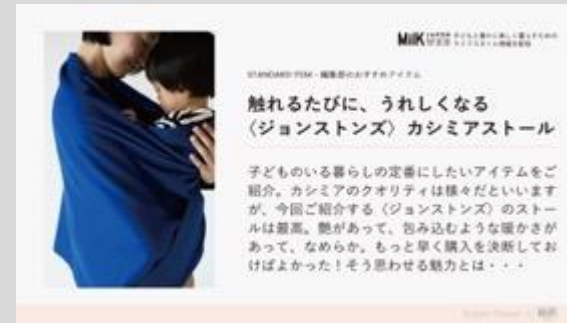 MilK JAPAN WEB
STANDARD ITEM - 編集部のおすすめアイテム
触れるたびに、うれしくなる
〈ジョンストンズ〉カシミアストール
子どものいる暮らしの定番にしたいアイテムをご
紹介。カシミアのクオリティは様々だといいます
が、今回ご紹介する〈ジョンストンズ〉のストー
ルは最高。艶があって、包み込むような暖かさが
あって、なめらか。もっと早く購入を決断してお
けばよかった！そう思わせる魅力とは・・・